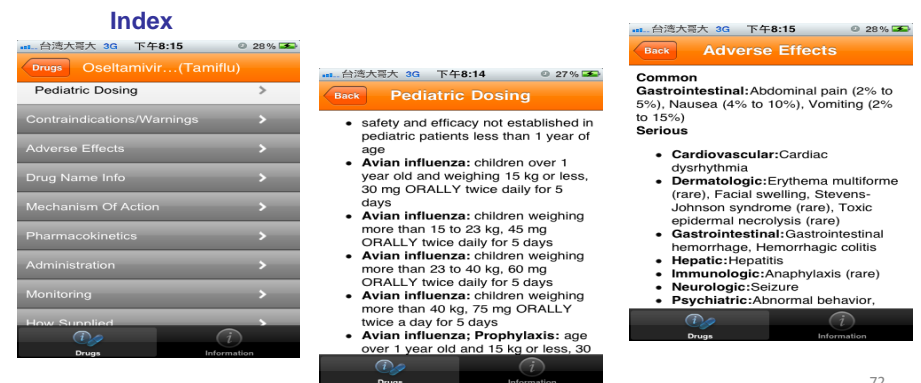 Index
台湾大哥大 3G 下午8:15 28%
Drugs Oseltamivir...(Tamiflu)
Pediatric Dosing
Contraindications/Warnings
Adverse Effects
Drug Name Info
Mechanism Of Action
Pharmacokinetics
Administration
Monitoring
How Supplied
Drugs Information
台湾大哥大 3G 下午8:14 27%
Back Pediatric Dosing
• safety and efficacy not established in
pediatric patients less than 1 year of
age
• Avian influenza: children over 1
year old and weighing 15 kg or less,
30 mg ORALLY twice daily for 5
days
• Avian influenza: children weighing
more than 15 to 23 kg, 45 mg
ORALLY twice daily for 5 days
• Avian influenza: children weighing
more than 23 to 40 kg, 60 mg
ORALLY twice daily for 5 days
• Avian influenza: children weighing
more than 40 kg, 75 mg ORALLY
twice a day for 5 days
• Avian influenza; Prophylaxis: age
over 1 year old and 15 kg or less, 30
Drugs Information
台湾大哥大 3G 下午8:15 28%
Back Adverse Effects
Common
Gastrointestinal:Abdominal pain (2% to
5%), Nausea (4% to 10%), Vomiting (2%
to 15%)
Serious
• Cardiovascular:Cardiac
dysrhythmia
• Dermatologic:Erythema multiforme
(rare), Facial swelling, Stevens-
Johnson syndrome (rare), Toxic
epidermal necrolysis (rare)
• Gastrointestinal:Gastrointestinal
hemorrhage, Hemorrhagic colitis
• Hepatic:Hepatitis
• Immunologic:Anaphylaxis (rare)
• Neurologic:Seizure
• Psychiatric:Abnormal behavior,
Drugs Information
72